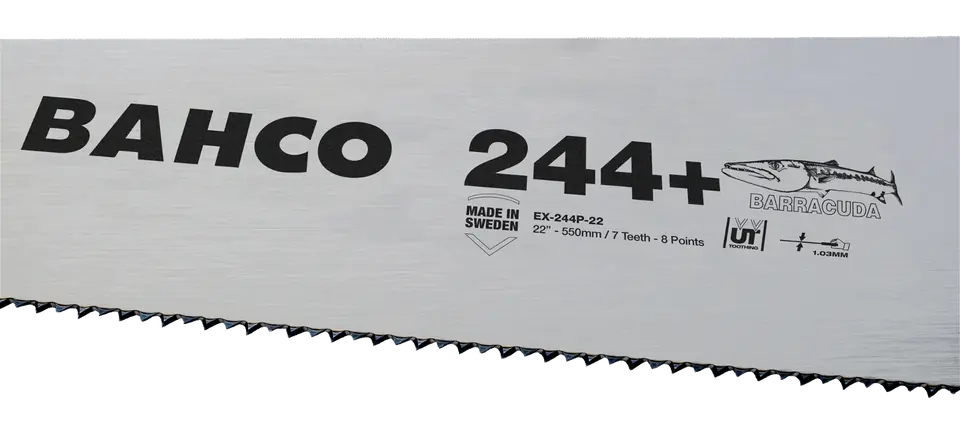 BAHCO
244+
BARRACUDA
MADE IN
SWEDEN
EX-244P-22
22" - 550mm / 7 Teeth - 8 Points
UT
TOOTHING
1.03MM